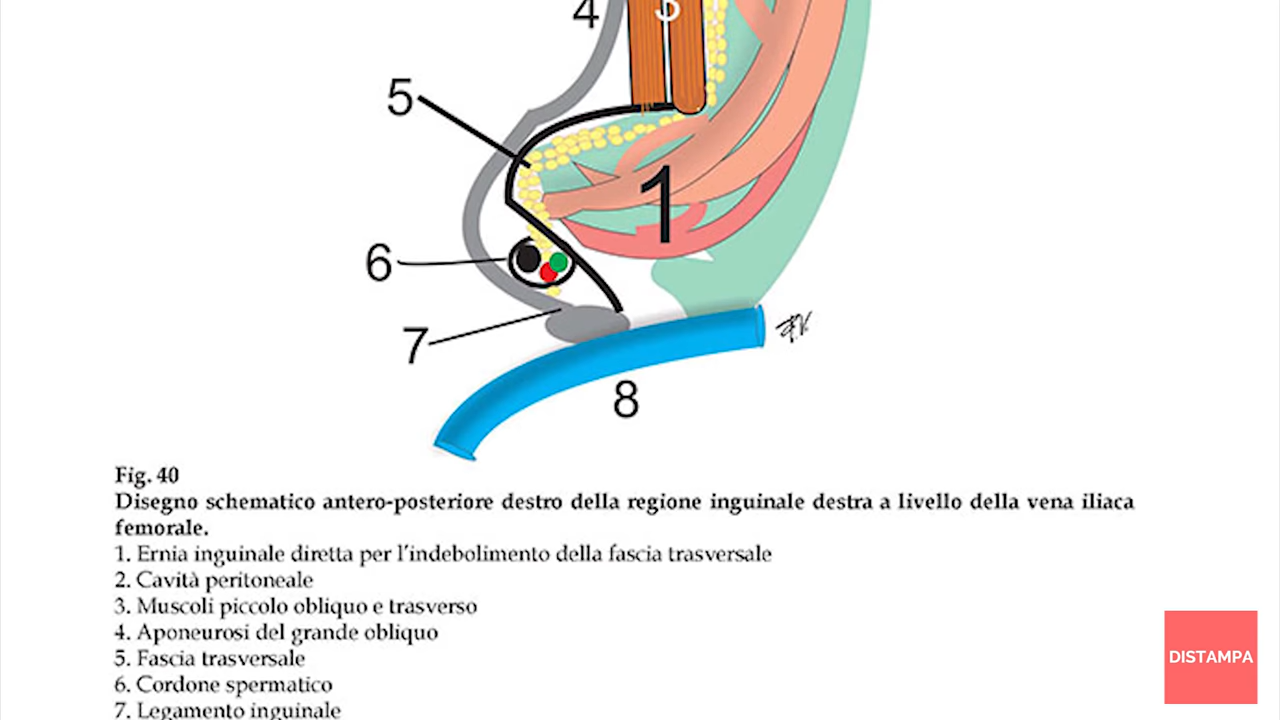 4
3
5
1
6
7
8
Fig. 40
Disegno schematico antero-posteriore destro della regione inguinale destra a livello della vena iliaca
femorale.
1. Ernia inguinale diretta per l'indebolimento della fascia trasversale
2. Cavità peritoneale
3. Muscoli piccolo obliquo e trasverso
4. Aponeurosi del grande obliquo
5. Fascia trasversale
6. Cordone spermatico
7. Legamento inguinale
DISTAMPA